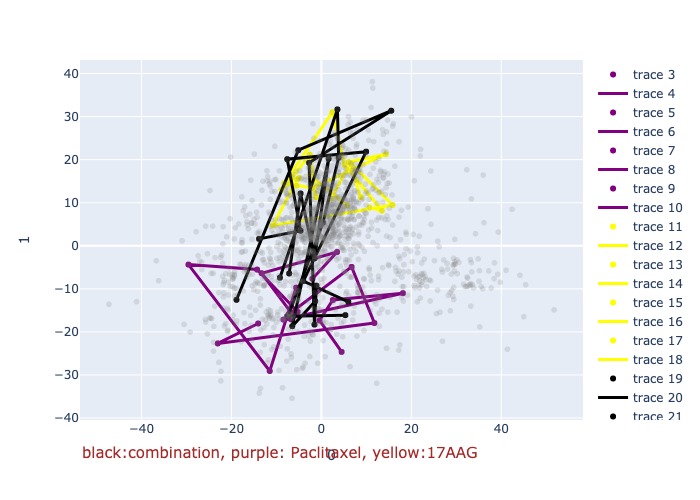 40
30
20
10
0
−10
−20
−30
−40
1
−40
−20
0
20
40
0
black:combination, purple: Paclitaxel, yellow:17AAG
trace 3
trace 4
trace 5
trace 6
trace 7
trace 8
trace 9
trace 10
trace 11
trace 12
trace 13
trace 14
trace 15
trace 16
trace 17
trace 18
trace 19
trace 20
trace 21